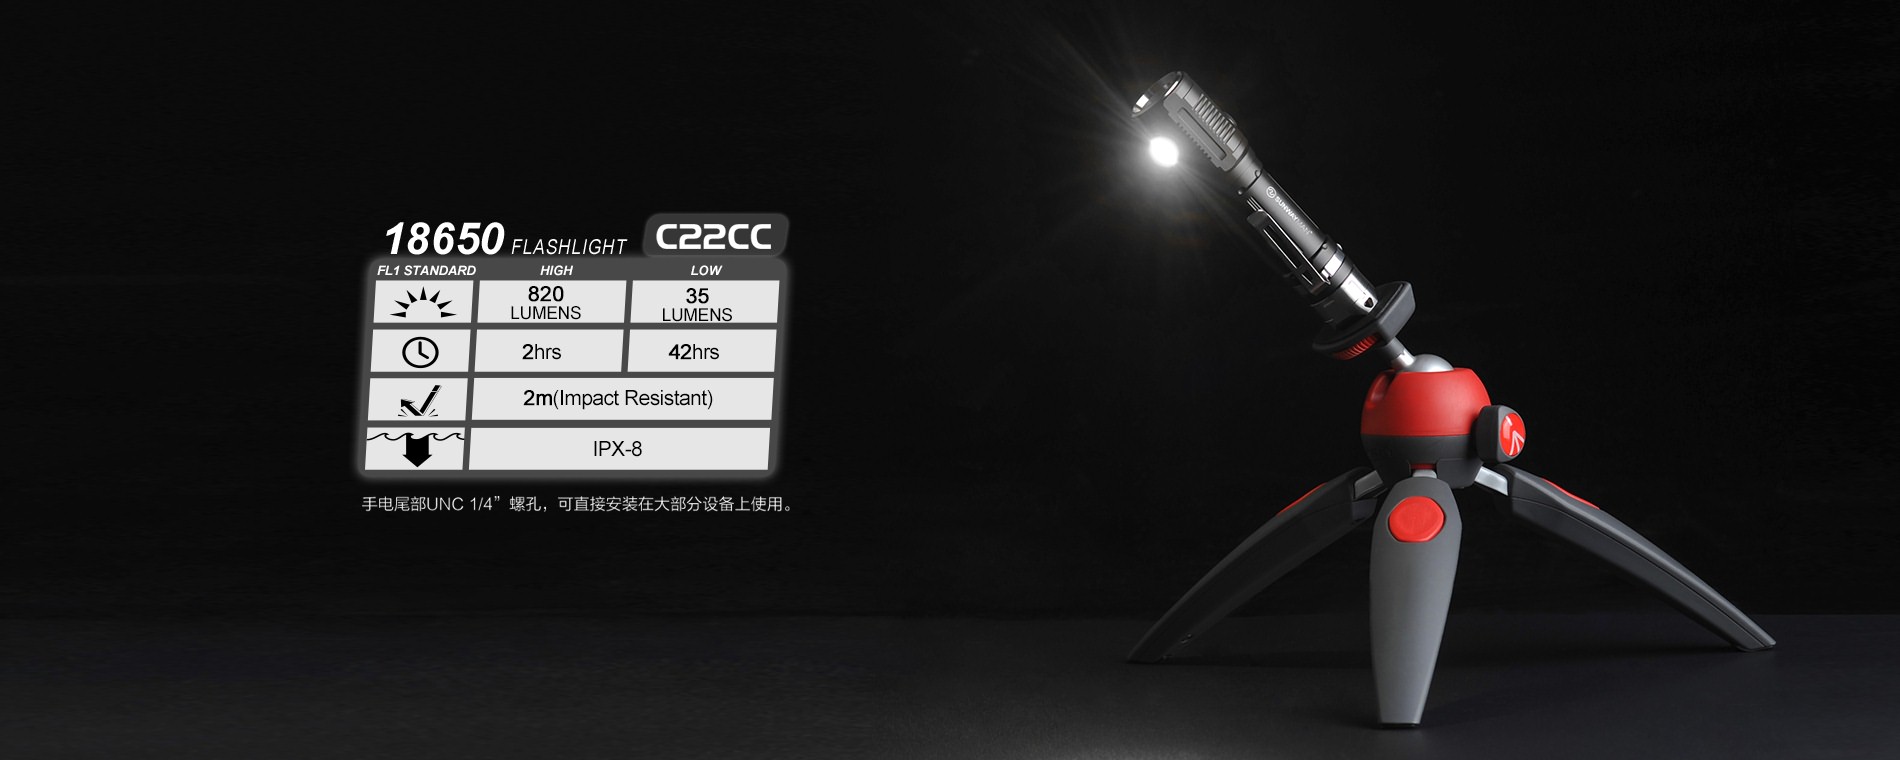 18650 FLASHLIGHT C22CC
FL1 STANDARD HIGH LOW
820 LUMENS 35 LUMENS
2hrs 42hrs
2m(Impact Resistant)
IPX-8
手电尾部UNC 1/4”螺孔，可直接安装在大部分设备上使用。
SUNWAYMAN